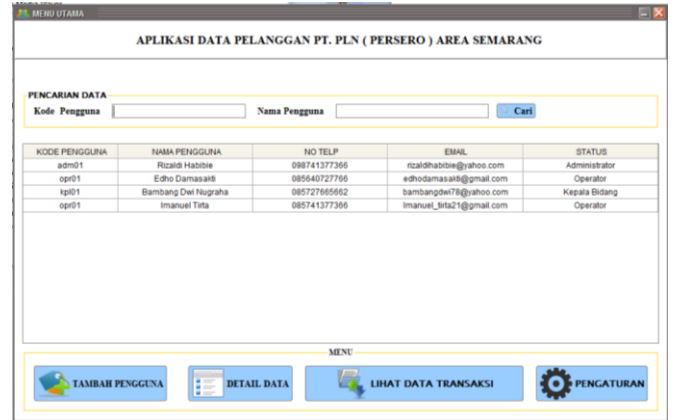 MENU UTAMA
APLIKASI DATA PELANGGAN PT. PLN ( PERSERO ) AREA SEMARANG
PENCARIAN DATA
Kode Pengguna Nama Pengguna Cari
KODE PENGGUNA NAMA PENGGUNA NO TELP EMAIL STATUS
adm01 Rizaldi Habibie 098741377366 rizaldihabibie@yahoo.com Administrator
opr01 Edho Damasakti 085640727766 edhodamasakti@gmail.com Operator
kpl01 Bambang Dwi Nugraha 085727665662 bambangdwi78@yahoo.com Kepala Bidang
opr01 Imanuel Tirta 085741377366 Imanuel_tirta21@gmail.com Operator
MENU
TAMBAH PENGGUNA DETAIL DATA LIHAT DATA TRANSAKSI PENGATURAN